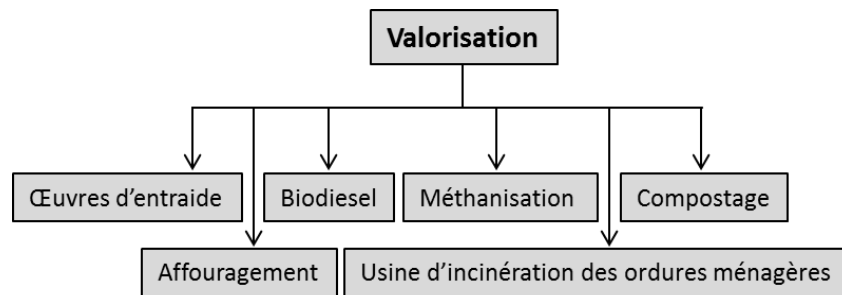 Valorisation
Œuvres d’entraide
Biodiesel
Méthanisation
Compostage
Affouragement
Usine d’incinération des ordures ménagères